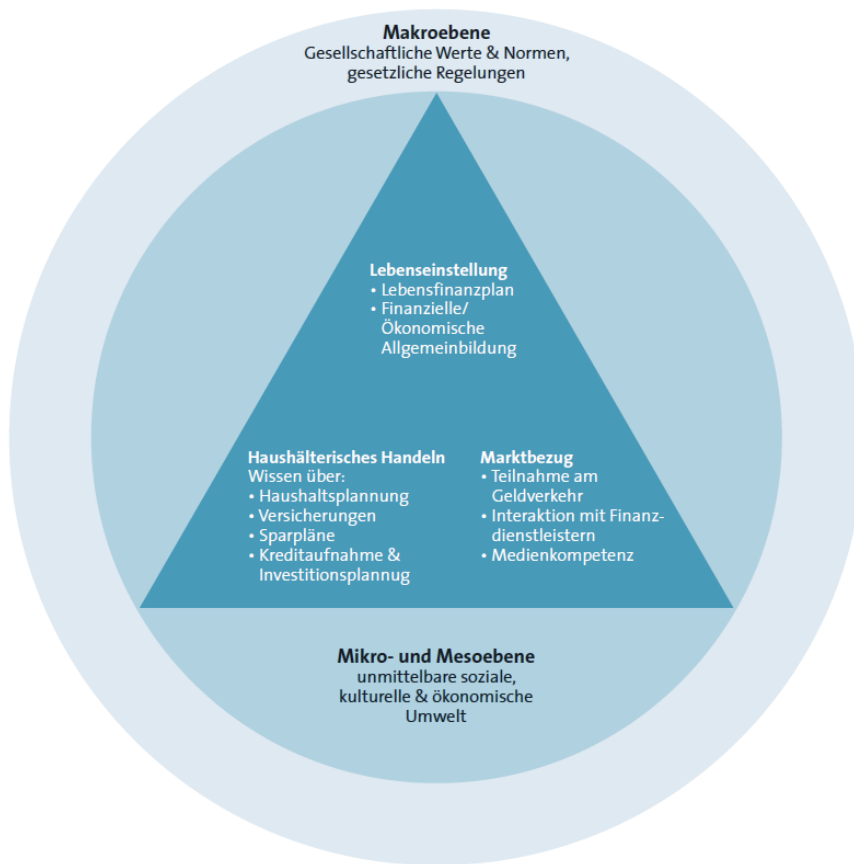 Makroebene
Gesellschaftliche Werte & Normen,
gesetzliche Regelungen
Lebenseinstellung
• Lebensfinanzplan
• Finanzielle/
Ökonomische
Allgemeinbildung
Haushälterisches Handeln
Wissen über:
• Haushaltsplannung
• Versicherungen
• Sparpläne
• Kreditaufnahme &
Investitionsplannug
Marktbezug
• Teilnahme am
Geldverkehr
• Interaktion mit Finanz-
dienstleistern
• Medienkompetenz
Mikro- und Mesoebene
unmittelbare soziale,
kulturelle & ökonomische
Umwelt